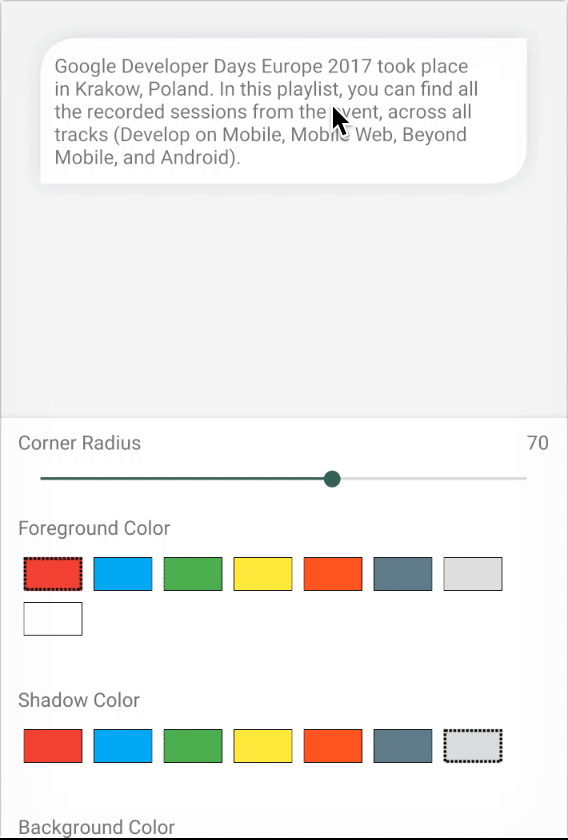 Google Developer Days Europe 2017 took place
in Krakow, Poland. In this playlist, you can find all
the recorded sessions from the event, across all
tracks (Develop on Mobile, Mobile Web, Beyond
Mobile, and Android).
Corner Radius 70
Foreground Color
Shadow Color
Background Color